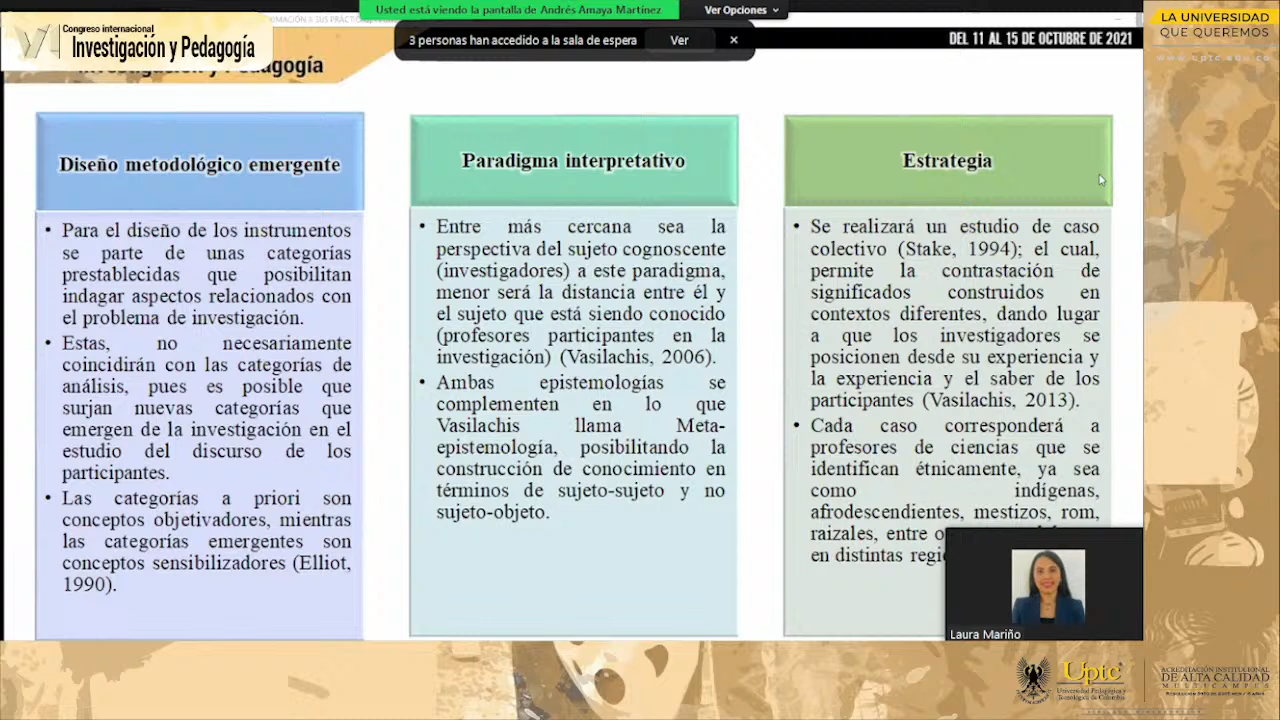 Usted está viendo la pantalla de Andrés Amaya Martínez
Ver Opciones
Congreso internacional
Investigación y Pedagogía
3 personas han accedido a la sala de espera
Ver
DEL 11 AL 15 DE OCTUBRE DE 2021
LA UNIVERSIDAD
QUE QUEREMOS
www.uptc.edu.co
Investigación y Pedagogía
Diseño metodológico emergente
• Para el diseño de los instrumentos
se parte de unas categorías
prestablecidas que posibilitan
indagar aspectos relacionados con
el problema de investigación.
• Estas, no necesariamente
coincidirán con las categorías de
análisis, pues es posible que
surjan nuevas categorías que
emergen de la investigación en el
estudio del discurso de los
participantes.
• Las categorías a priori son
conceptos objetivadores, mientras
las categorías emergentes son
conceptos sensibilizadores (Elliot,
1990).
Paradigma interpretativo
• Entre más cercana sea la
perspectiva del sujeto cognoscente
(investigadores) a este paradigma,
menor será la distancia entre él y
el sujeto que está siendo conocido
(profesores participantes en la
investigación) (Vasilachis, 2006).
• Ambas epistemologías se
complementen en lo que
Vasilachis llama Meta-
epistemología, posibilitando la
construcción de conocimiento en
términos de sujeto-sujeto y no
sujeto-objeto.
Estrategia
• Se realizará un estudio de caso
colectivo (Stake, 1994); el cual,
permite la contrastación de
significados construidos en
contextos diferentes, dando lugar
a que los investigadores se
posicionen desde su experiencia y
la experiencia y el saber de los
participantes (Vasilachis, 2013).
• Cada caso corresponderá a
profesores de ciencias que se
identifican étnicamente, ya sea
como indígenas,
afrodescendientes, mestizos, rom,
raizales, entre
en distintas
Laura Mariño
Uptc
Universidad Pedagógica y
Tecnológica de Colombia
ACREDITACIÓN INSTITUCIONAL
DE ALTA CALIDAD
MULTICAMPUS